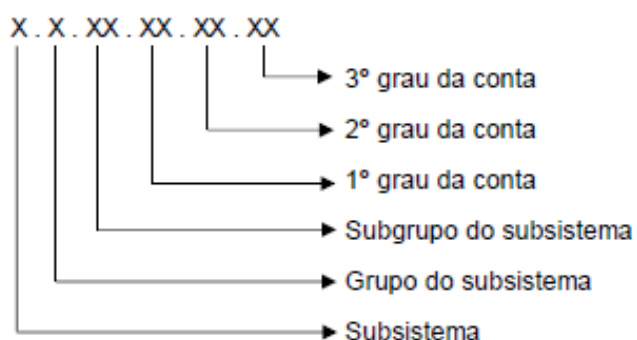 X . X . XX . XX . XX . XX
3º grau da conta
2º grau da conta
1º grau da conta
Subgrupo do subsistema
Grupo do subsistema
Subsistema